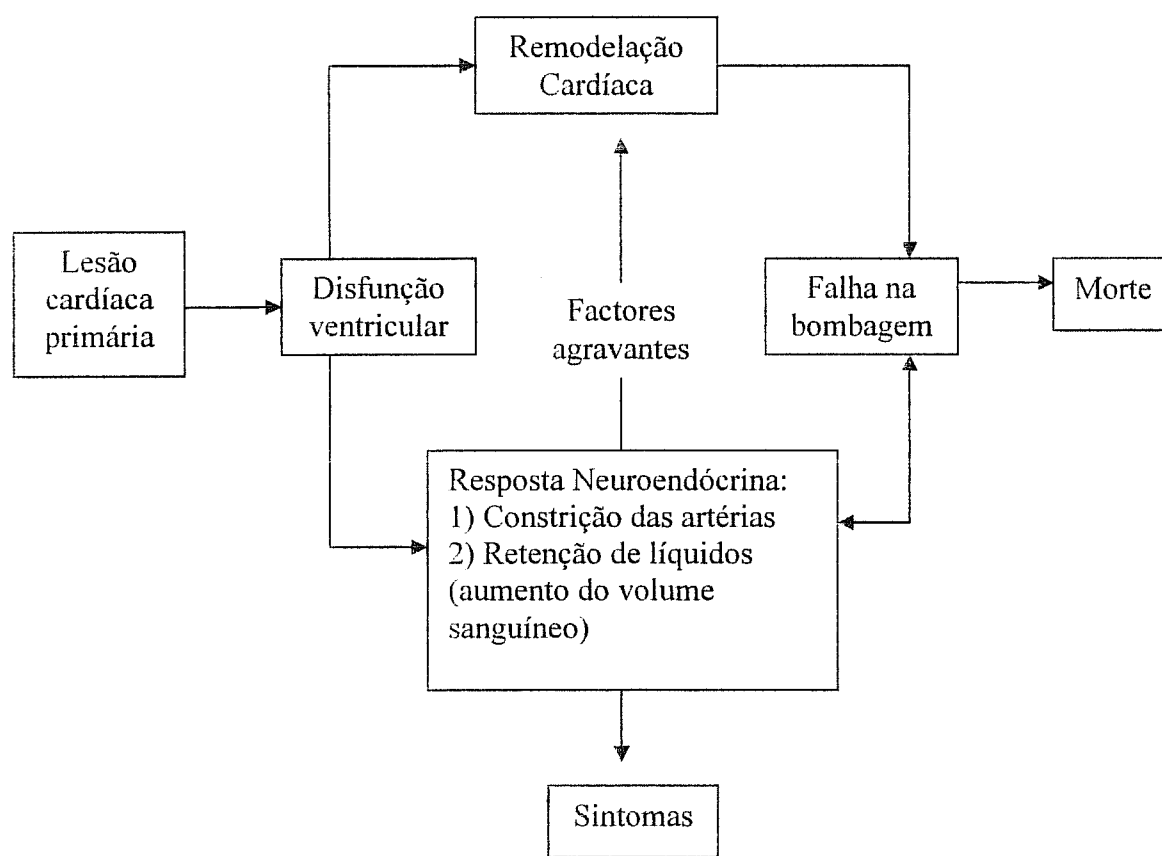 Remodelação
Cardíaca
Lesão
cardíaca
primária
Disfunção
ventricular
Factores
agravantes
Falha na
bombagem
Morte
Resposta Neuroendócrina:
1) Constrição das artérias
2) Retenção de líquidos
(aumento do volume
sanguíneo)
Sintomas